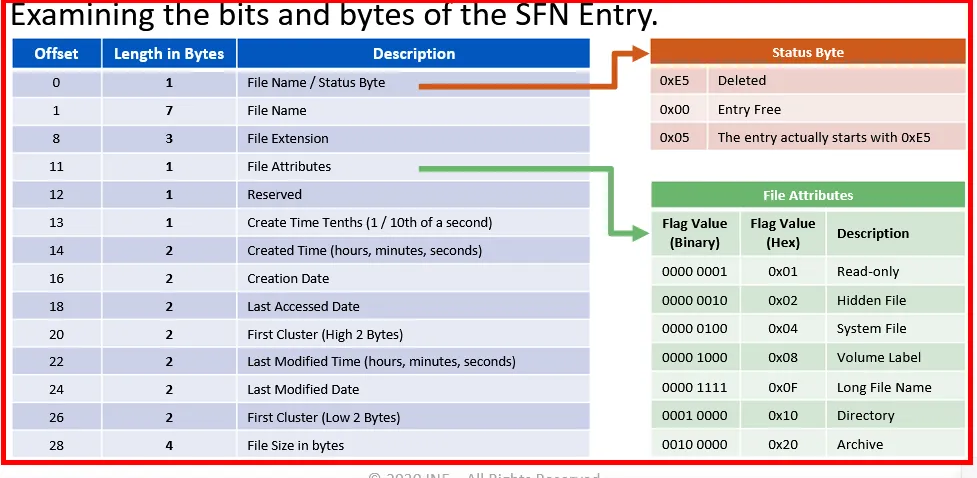 Examining the bits and bytes of the SFN Entry.
Offset Length in Bytes Description
0 1 File Name / Status Byte
1 7 File Name
8 3 File Extension
11 1 File Attributes
12 1 Reserved
13 1 Create Time Tenths (1 / 10th of a second)
14 2 Created Time (hours, minutes, seconds)
16 2 Creation Date
18 2 Last Accessed Date
20 2 First Cluster (High 2 Bytes)
22 2 Last Modified Time (hours, minutes, seconds)
24 2 Last Modified Date
26 2 First Cluster (Low 2 Bytes)
28 4 File Size in bytes
Status Byte
0xE5 Deleted
0x00 Entry Free
0x05 The entry actually starts with 0xE5
File Attributes
Flag Value (Binary) Flag Value (Hex) Description
0000 0001 0x01 Read-only
0000 0010 0x02 Hidden File
0000 0100 0x04 System File
0000 1000 0x08 Volume Label
0000 1111 0x0F Long File Name
0001 0000 0x10 Directory
0010 0000 0x20 Archive